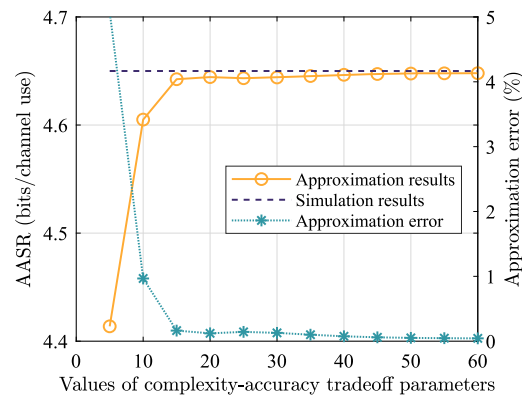 AASR (bits/channel use)
4.7
4.6
4.5
4.4
5
4
3
2
1
0
Approximation error (%)
Approximation results
Simulation results
Approximation error
0 10 20 30 40 50 60
Values of complexity-accuracy tradeoff parameters